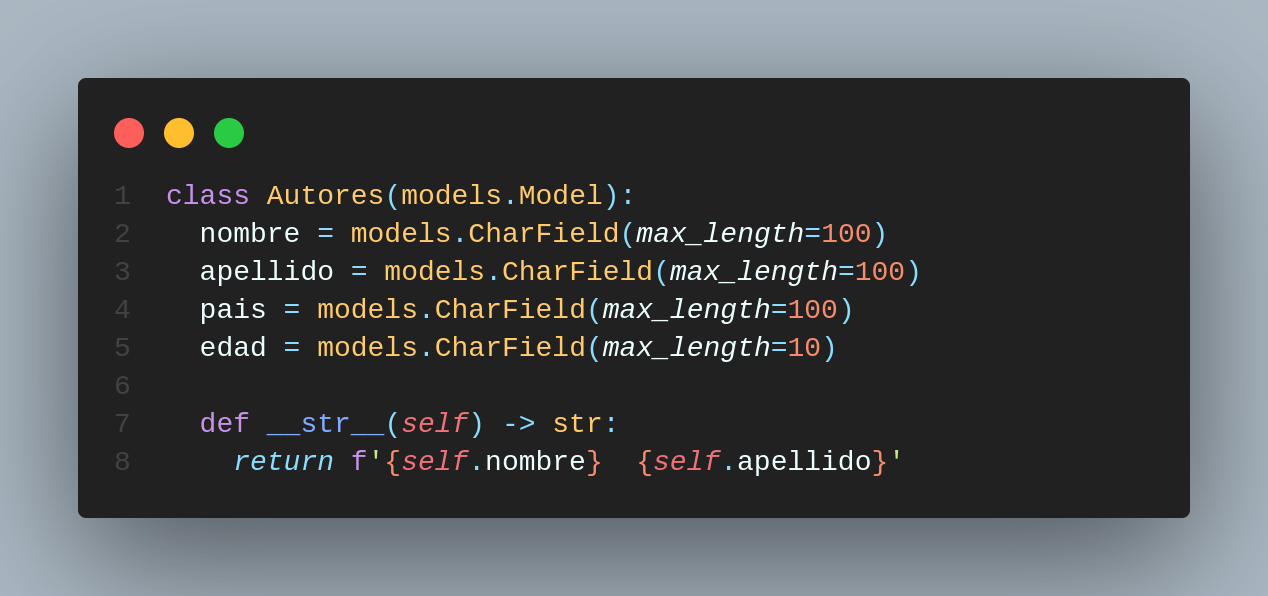 1 class Autores(models.Model):
2   nombre = models.CharField(max_length=100)
3   apellido = models.CharField(max_length=100)
4   pais = models.CharField(max_length=100)
5   edad = models.CharField(max_length=10)
6
7   def __str__(self) -> str:
8     return f'{self.nombre}  {self.apellido}'